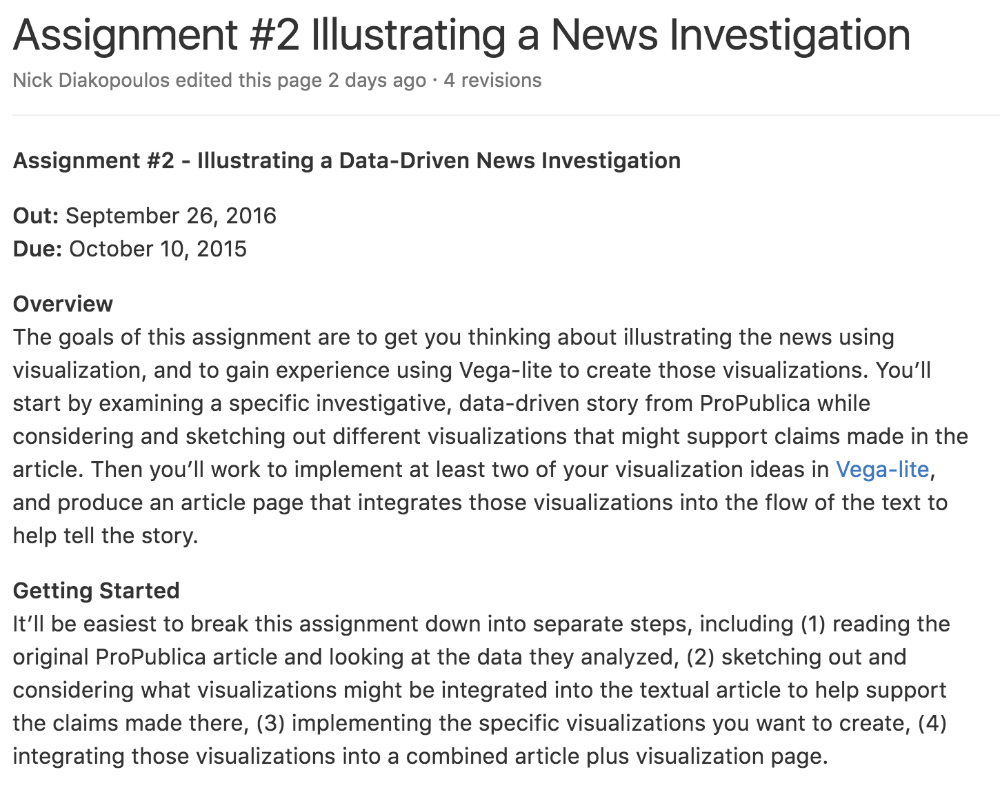 Assignment #2 Illustrating a News Investigation
Nick Diakopoulos edited this page 2 days ago · 4 revisions
Assignment #2 - Illustrating a Data-Driven News Investigation
Out: September 26, 2016
Due: October 10, 2015
Overview
The goals of this assignment are to get you thinking about illustrating the news using
visualization, and to gain experience using Vega-lite to create those visualizations. You’ll
start by examining a specific investigative, data-driven story from ProPublica while
considering and sketching out different visualizations that might support claims made in the
article. Then you’ll work to implement at least two of your visualization ideas in Vega-lite,
and produce an article page that integrates those visualizations into the flow of the text to
help tell the story.
Getting Started
It’ll be easiest to break this assignment down into separate steps, including (1) reading the
original ProPublica article and looking at the data they analyzed, (2) sketching out and
considering what visualizations might be integrated into the textual article to help support
the claims made there, (3) implementing the specific visualizations you want to create, (4)
integrating those visualizations into a combined article plus visualization page.